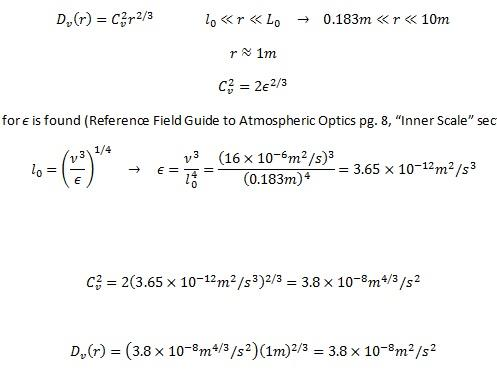 D_v(r) = C_v^2 r^{2/3} l_0 ≪ r ≪ L_0 → 0.183m ≪ r ≪ 10m
r ≈ 1m
C_v^2 = 2ϵ^{2/3}
for ϵ is found (Reference Field Guide to Atmospheric Optics pg. 8, “Inner Scale” sec
l_0 = (ν^3/ϵ)^{1/4} → ϵ = ν^3/l_0^4 = (16 × 10^{-6}m^2/s)^3/(0.183m)^4 = 3.65 × 10^{-12}m^2/s^3
C_v^2 = 2(3.65 × 10^{-12}m^2/s^3)^{2/3} = 3.8 × 10^{-8}m^{4/3}/s^2
D_v(r) = (3.8 × 10^{-8}m^{4/3}/s^2)(1m)^{2/3} = 3.8 × 10^{-8}m^2/s^2